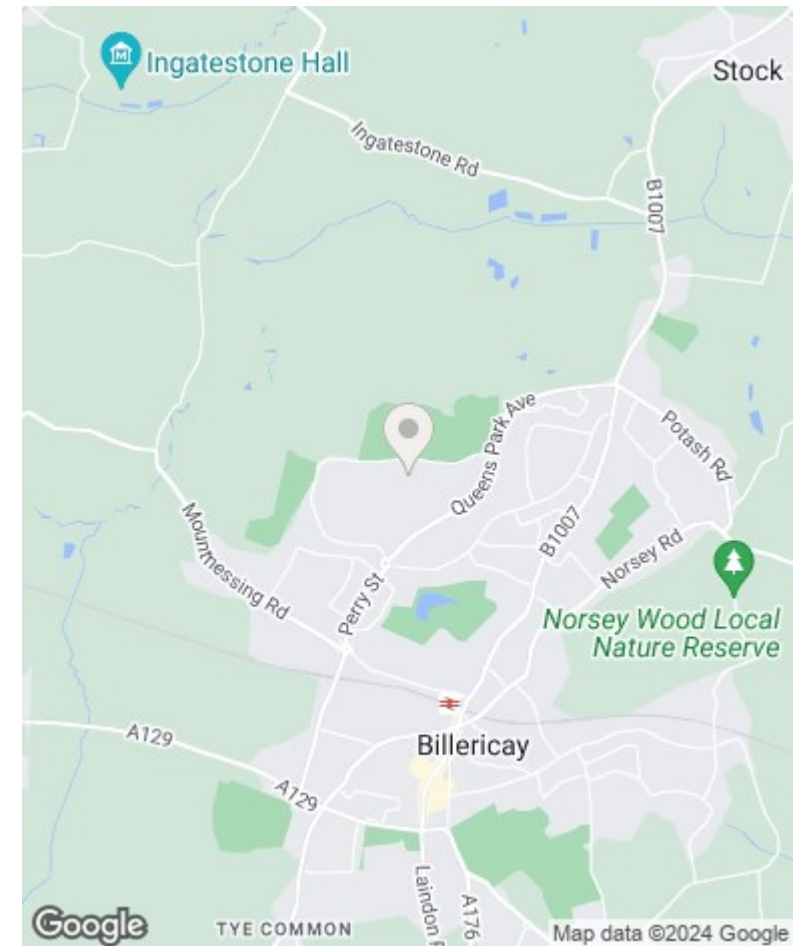 Ingatestone Hall
Stock
Ingatestone Rd
B1007
Queens Park Ave
Potash Rd
Mountnessing Rd
B1007
Norsey Rd
Perry St
Norsey Wood Local
Nature Reserve
A129
Billericay
A129
Laindon
A176
Google
TYE COMMON
Map data ©2024 Google